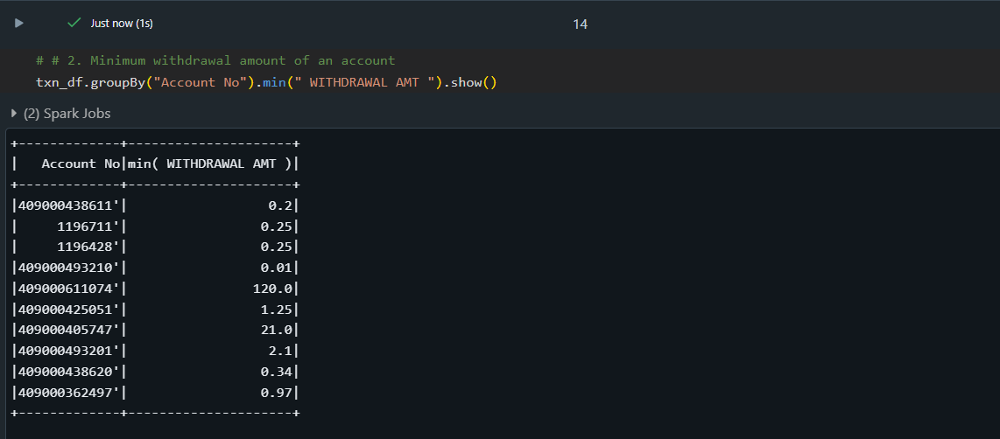 Just now (1s)
14
# # 2. Minimum withdrawal amount of an account
txn_df.groupBy("Account No").min(" WITHDRAWAL AMT ").show()
(2) Spark Jobs
+-------------+---------------------+
|   Account No|min( WITHDRAWAL AMT )|
+-------------+---------------------+
|409000438611'|                  0.2|
|     1196711'|                 0.25|
|     1196428'|                 0.25|
|409000493210'|                 0.01|
|409000611074'|                120.0|
|409000425051'|                 1.25|
|409000405747'|                 21.0|
|409000493201'|                  2.1|
|409000438620'|                 0.34|
|409000362497'|                 0.97|
+-------------+---------------------+